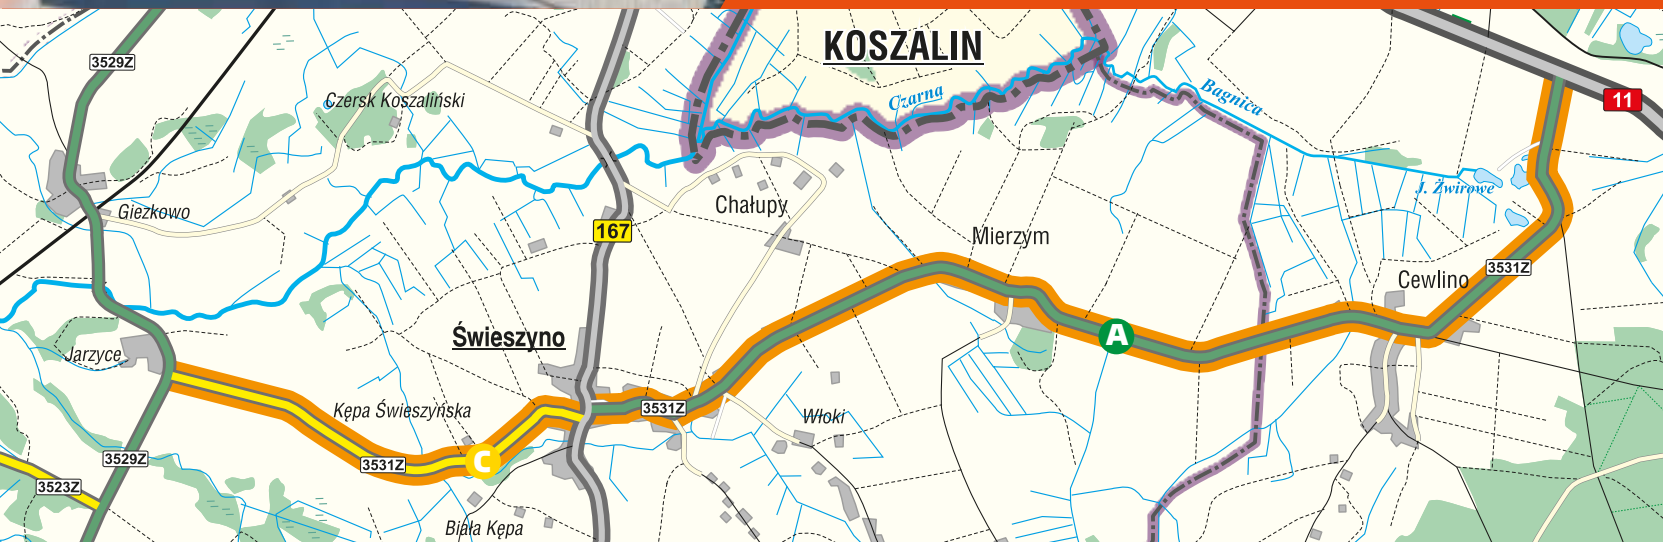 KOSZALIN
3529Z
Czersk Koszaliński
Czarna
Bagnica
11
J. Żwirowe
Giezkowo
Chałupy
167
Mierzym
3531Z
Cewlino
A
Świeszyno
Jarzyce
Kępa Świeszyńska
3531Z
Włoki
3529Z
3531Z
C
3523Z
Biała Kępa